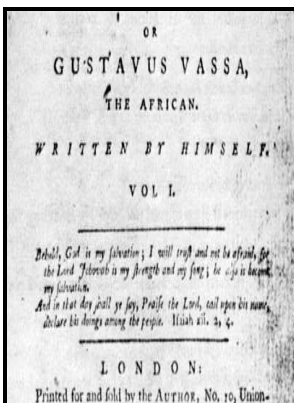 OR
GUSTAVUS VASSA,
THE AFRICAN.
WRITTEN BY HIMSELF.
VOL I.
Behold, God is my salvation; I will trust and not be afraid, for
the Lord Jehovah is my strength and my song; he also is become
my salvation.
And in that day shall ye say, Praise the Lord, call upon his name,
declare his doings among the people. Isaiah xii. 2, 4.
LONDON:
Printed for and sold by the AUTHOR, No. 10, Union-